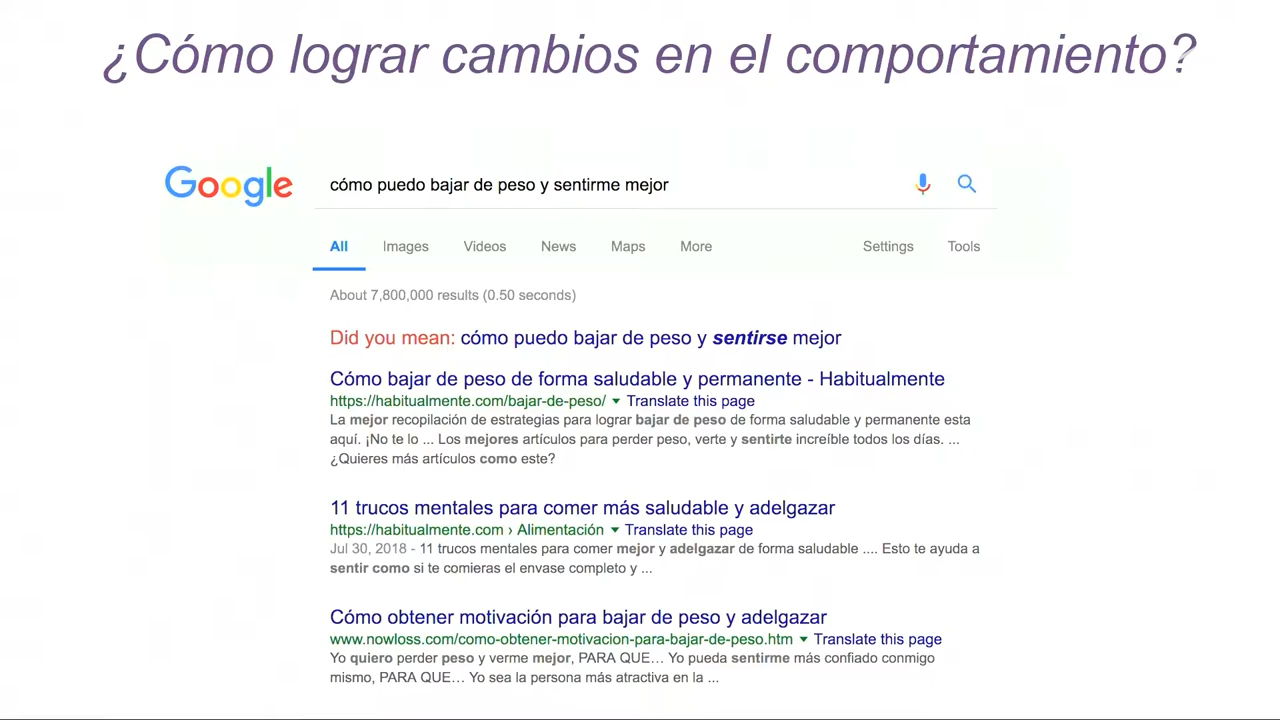 ¿Cómo lograr cambios en el comportamiento?
Google
cómo puedo bajar de peso y sentirme mejor
All Images Videos News Maps More Settings Tools
About 7,800,000 results (0.50 seconds)
Did you mean: cómo puedo bajar de peso y sentirse mejor
Cómo bajar de peso de forma saludable y permanente - Habitualmente
https://habitualmente.com/bajar-de-peso/ ▾ Translate this page
La mejor recopilación de estrategias para lograr bajar de peso de forma saludable y permanente esta
aquí. ¡No te lo ... Los mejores artículos para perder peso, verte y sentirte increíble todos los días. ...
¿Quieres más artículos como este?
11 trucos mentales para comer más saludable y adelgazar
https://habitualmente.com › Alimentación ▾ Translate this page
Jul 30, 2018 - 11 trucos mentales para comer mejor y adelgazar de forma saludable .... Esto te ayuda a
sentir como si te comieras el envase completo y ...
Cómo obtener motivación para bajar de peso y adelgazar
www.nowloss.com/como-obtener-motivacion-para-bajar-de-peso.htm ▾ Translate this page
Yo quiero perder peso y verme mejor, PARA QUE… Yo pueda sentirme más confiado conmigo
mismo, PARA QUE… Yo sea la persona más atractiva en la ...